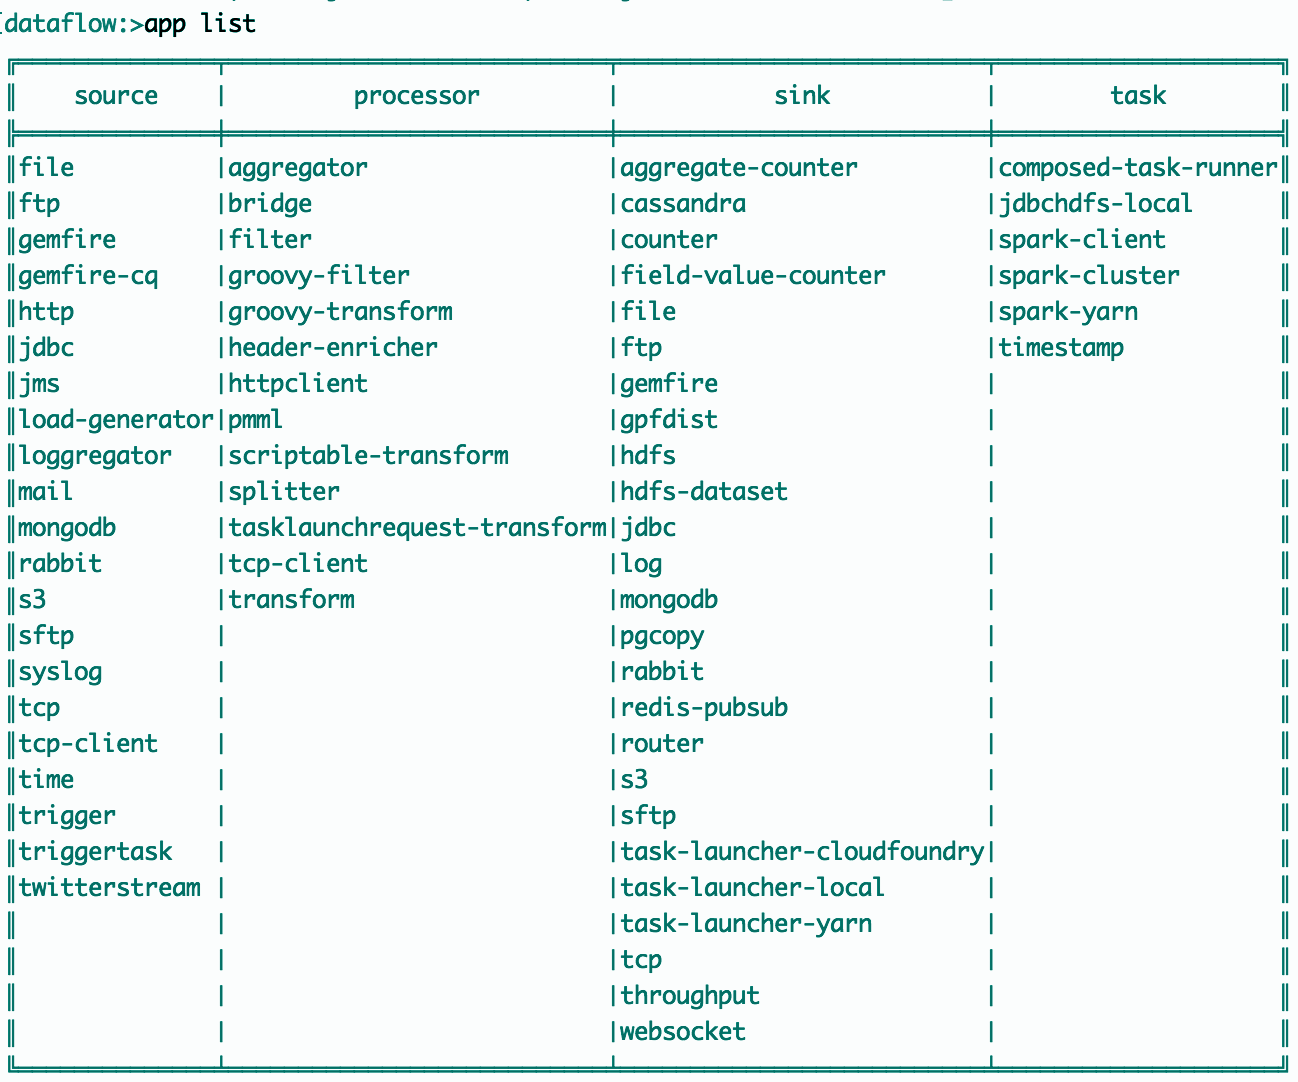 dataflow:>app list
source | processor | sink | task
file |aggregator |aggregate-counter |composed-task-runner
ftp |bridge |cassandra |jdbchdfs-local
gemfire |filter |counter |spark-client
gemfire-cq |groovy-filter |field-value-counter |spark-cluster
http |groovy-transform |file |spark-yarn
jdbc |header-enricher |ftp |timestamp
jms |httpclient |gemfire |
load-generator|pmml |gpfdist |
loggregator |scriptable-transform |hdfs |
mail |splitter |hdfs-dataset |
mongodb |tasklaunchrequest-transform|jdbc |
rabbit |tcp-client |log |
s3 |transform |mongodb |
sftp | |pgcopy |
syslog | |rabbit |
tcp | |redis-pubsub |
tcp-client | |router |
time | |s3 |
trigger | |sftp |
triggertask | |task-launcher-cloudfoundry|
twitterstream | |task-launcher-local |
| |task-launcher-yarn |
| |tcp |
| |throughput |
| |websocket |